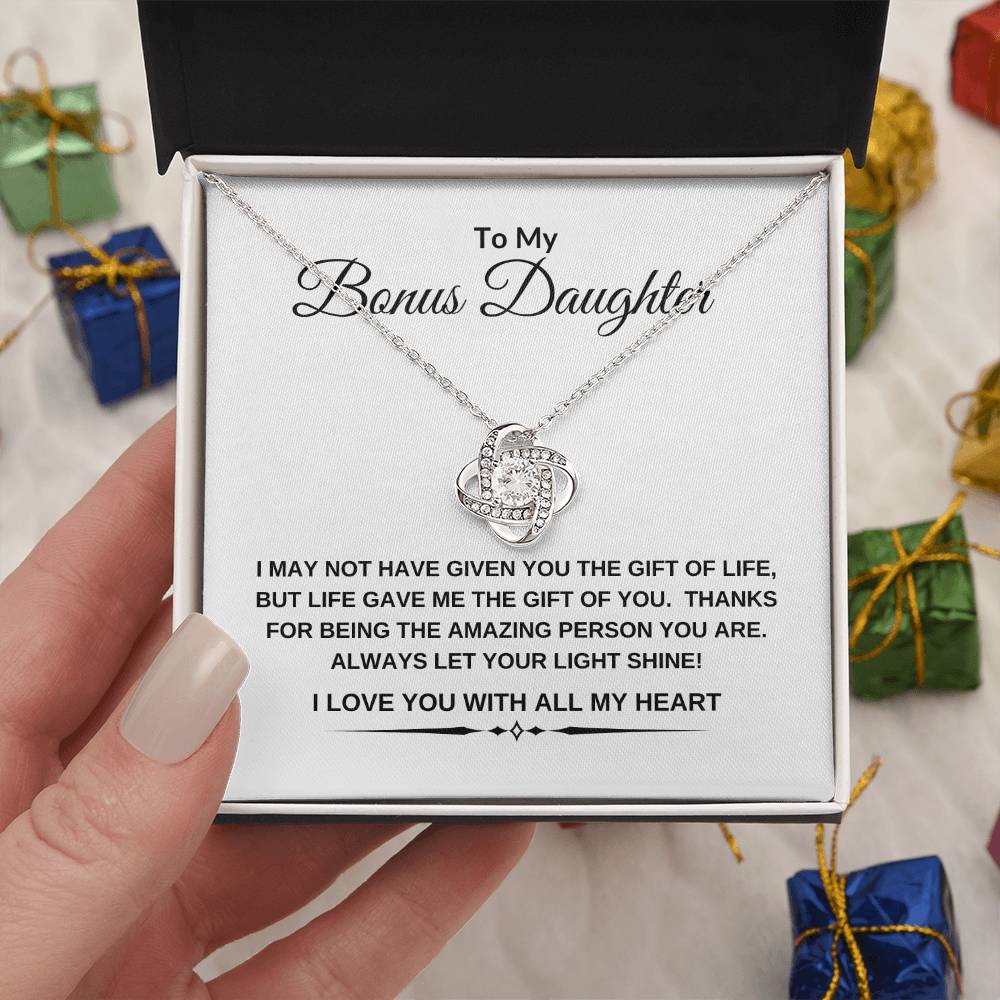 To My
Bonus Daughter
I MAY NOT HAVE GIVEN YOU THE GIFT OF LIFE,
BUT LIFE GAVE ME THE GIFT OF YOU.  THANKS
FOR BEING THE AMAZING PERSON YOU ARE.
ALWAYS LET YOUR LIGHT SHINE!
I LOVE YOU WITH ALL MY HEART